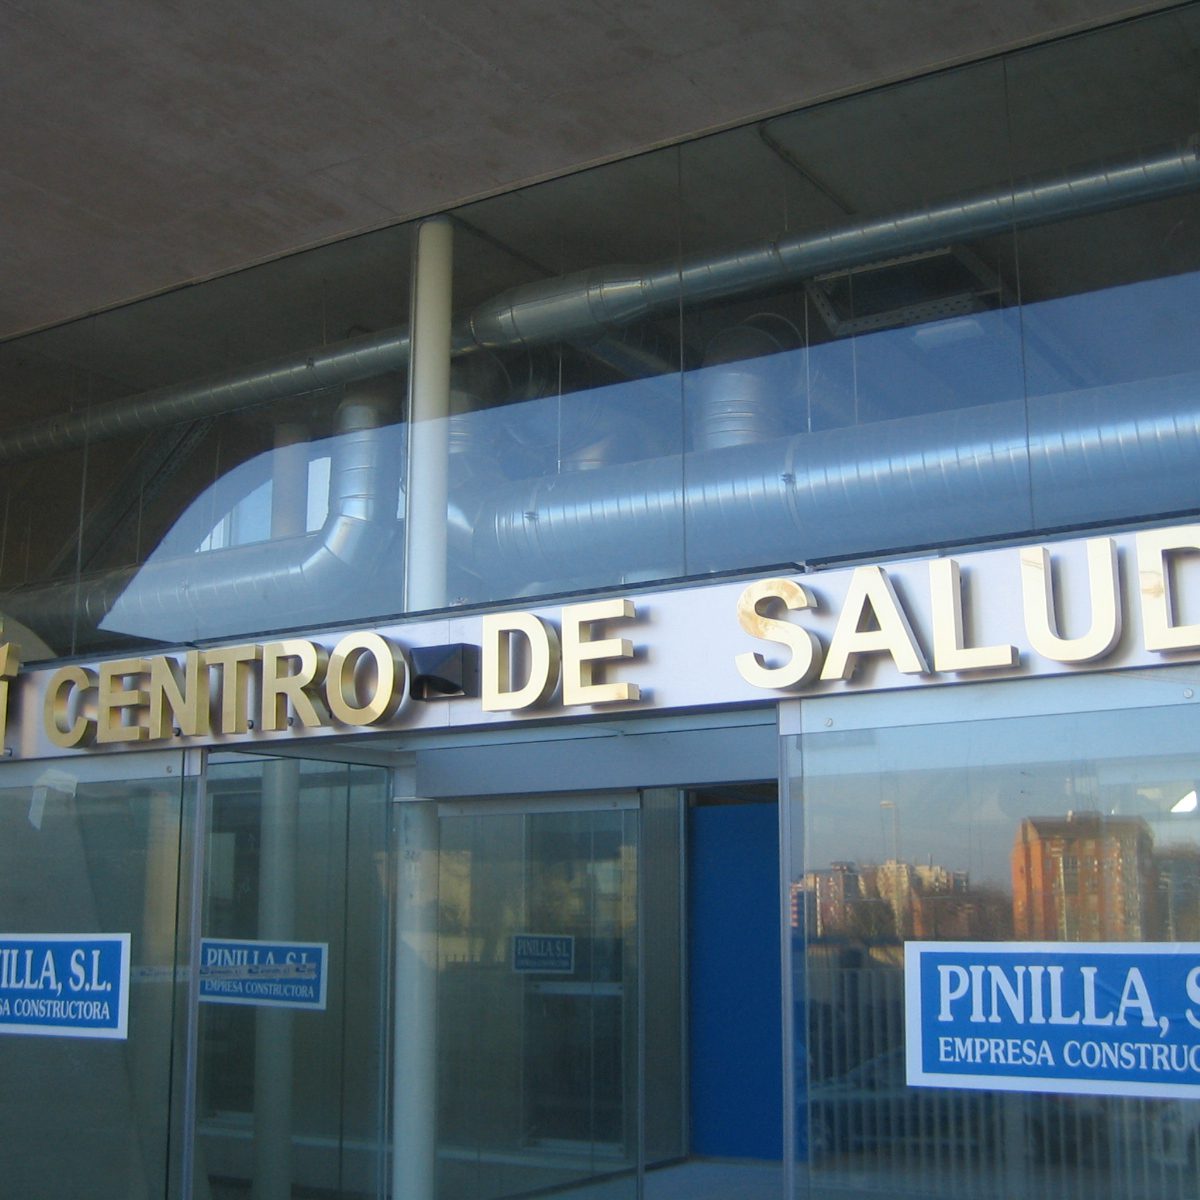 CENTRO DE SALUD
PINILLA, S.L.
EMPRESA CONSTRUCTORA
PINILLA, S.L.
EMPRESA CONSTRUCTORA
PINILLA, S.L.
PINILLA, S.
EMPRESA CONSTRUC